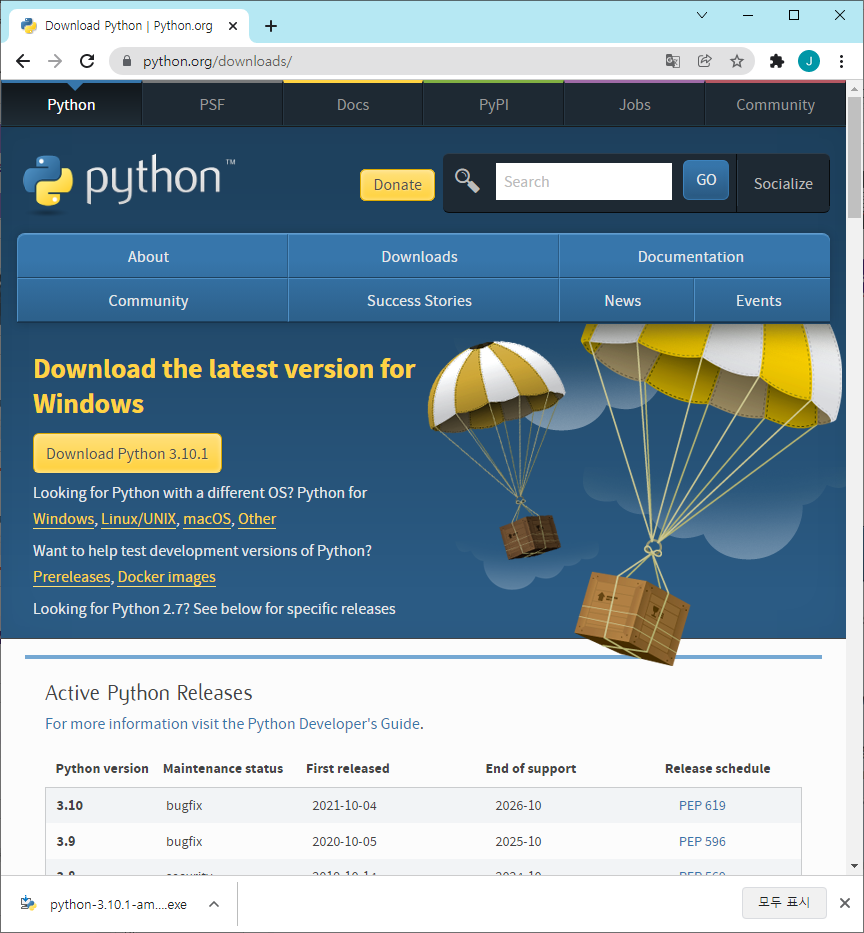 Download Python | Python.org
python.org/downloads/
J
Python PSF Docs PyPI Jobs Community
python™
Donate Search GO Socialize
About Downloads Documentation
Community Success Stories News Events
Download the latest version for
Windows
Download Python 3.10.1
Looking for Python with a different OS? Python for
Windows, Linux/UNIX, macOS, Other
Want to help test development versions of Python?
Prereleases, Docker images
Looking for Python 2.7? See below for specific releases
Active Python Releases
For more information visit the Python Developer's Guide.
Python version Maintenance status First released End of support Release schedule
3.10 bugfix 2021-10-04 2026-10 PEP 619
3.9 bugfix 2020-10-05 2025-10 PEP 596
python-3.10.1-am....exe 모두 표시